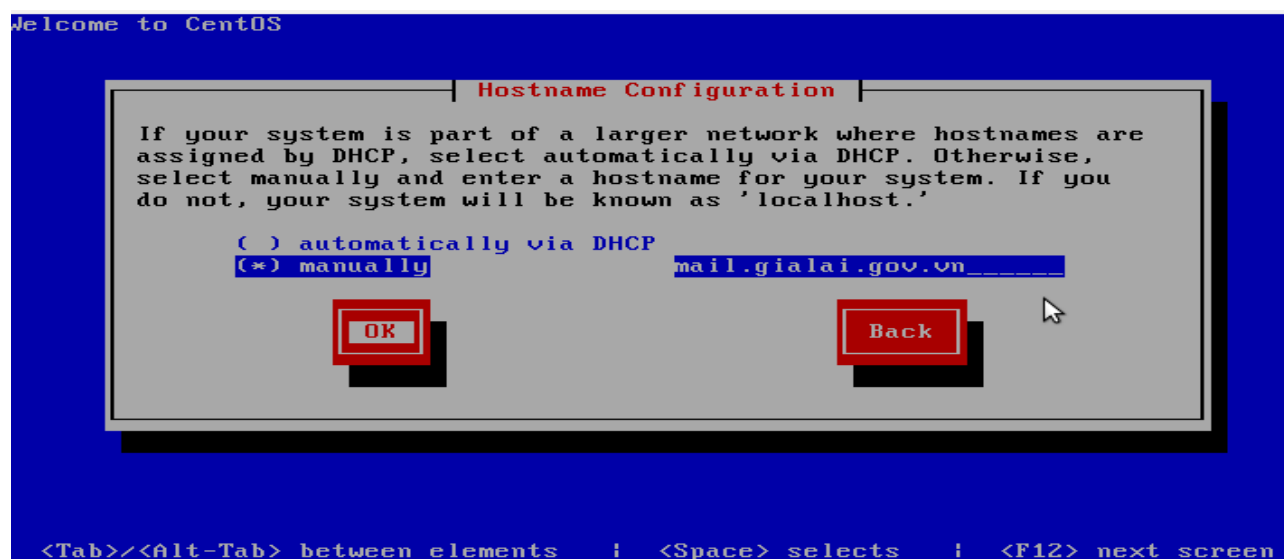 Welcome to CentOS
Hostname Configuration
If your system is part of a larger network where hostnames are
assigned by DHCP, select automatically via DHCP. Otherwise,
select manually and enter a hostname for your system. If you
do not, your system will be known as 'localhost.'
( ) automatically via DHCP
(*) manually mail.gialai.gov.vn______
OK Back
<Tab>/<Alt-Tab> between elements | <Space> selects | <F12> next screen